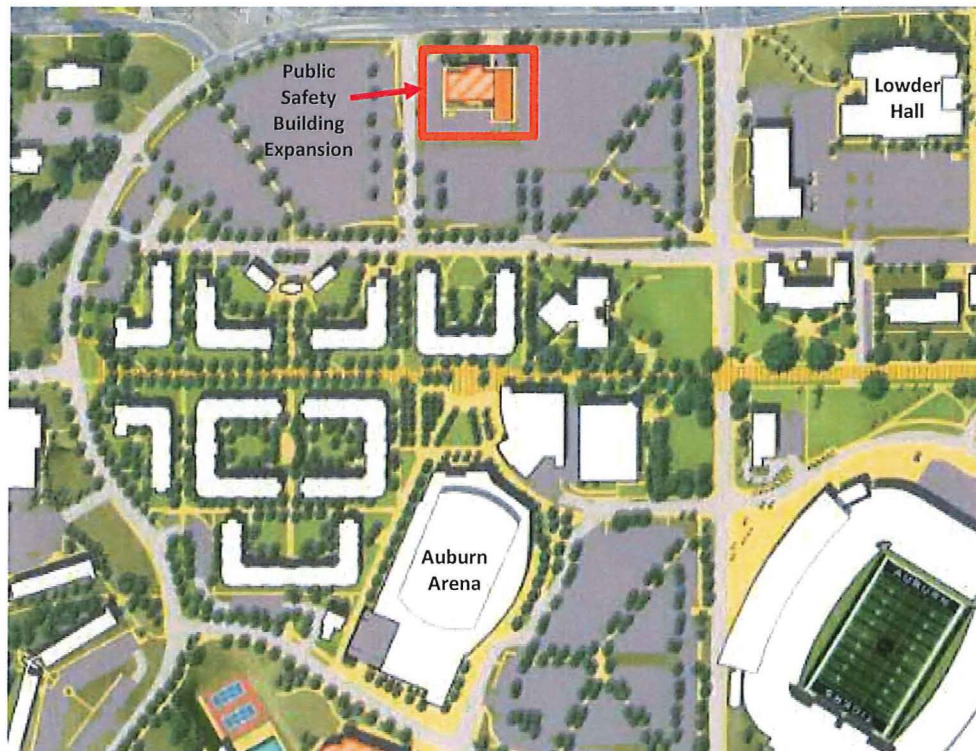 Public
Safety
Building
Expansion
Lowder
Hall
Auburn
Arena
AUBURN